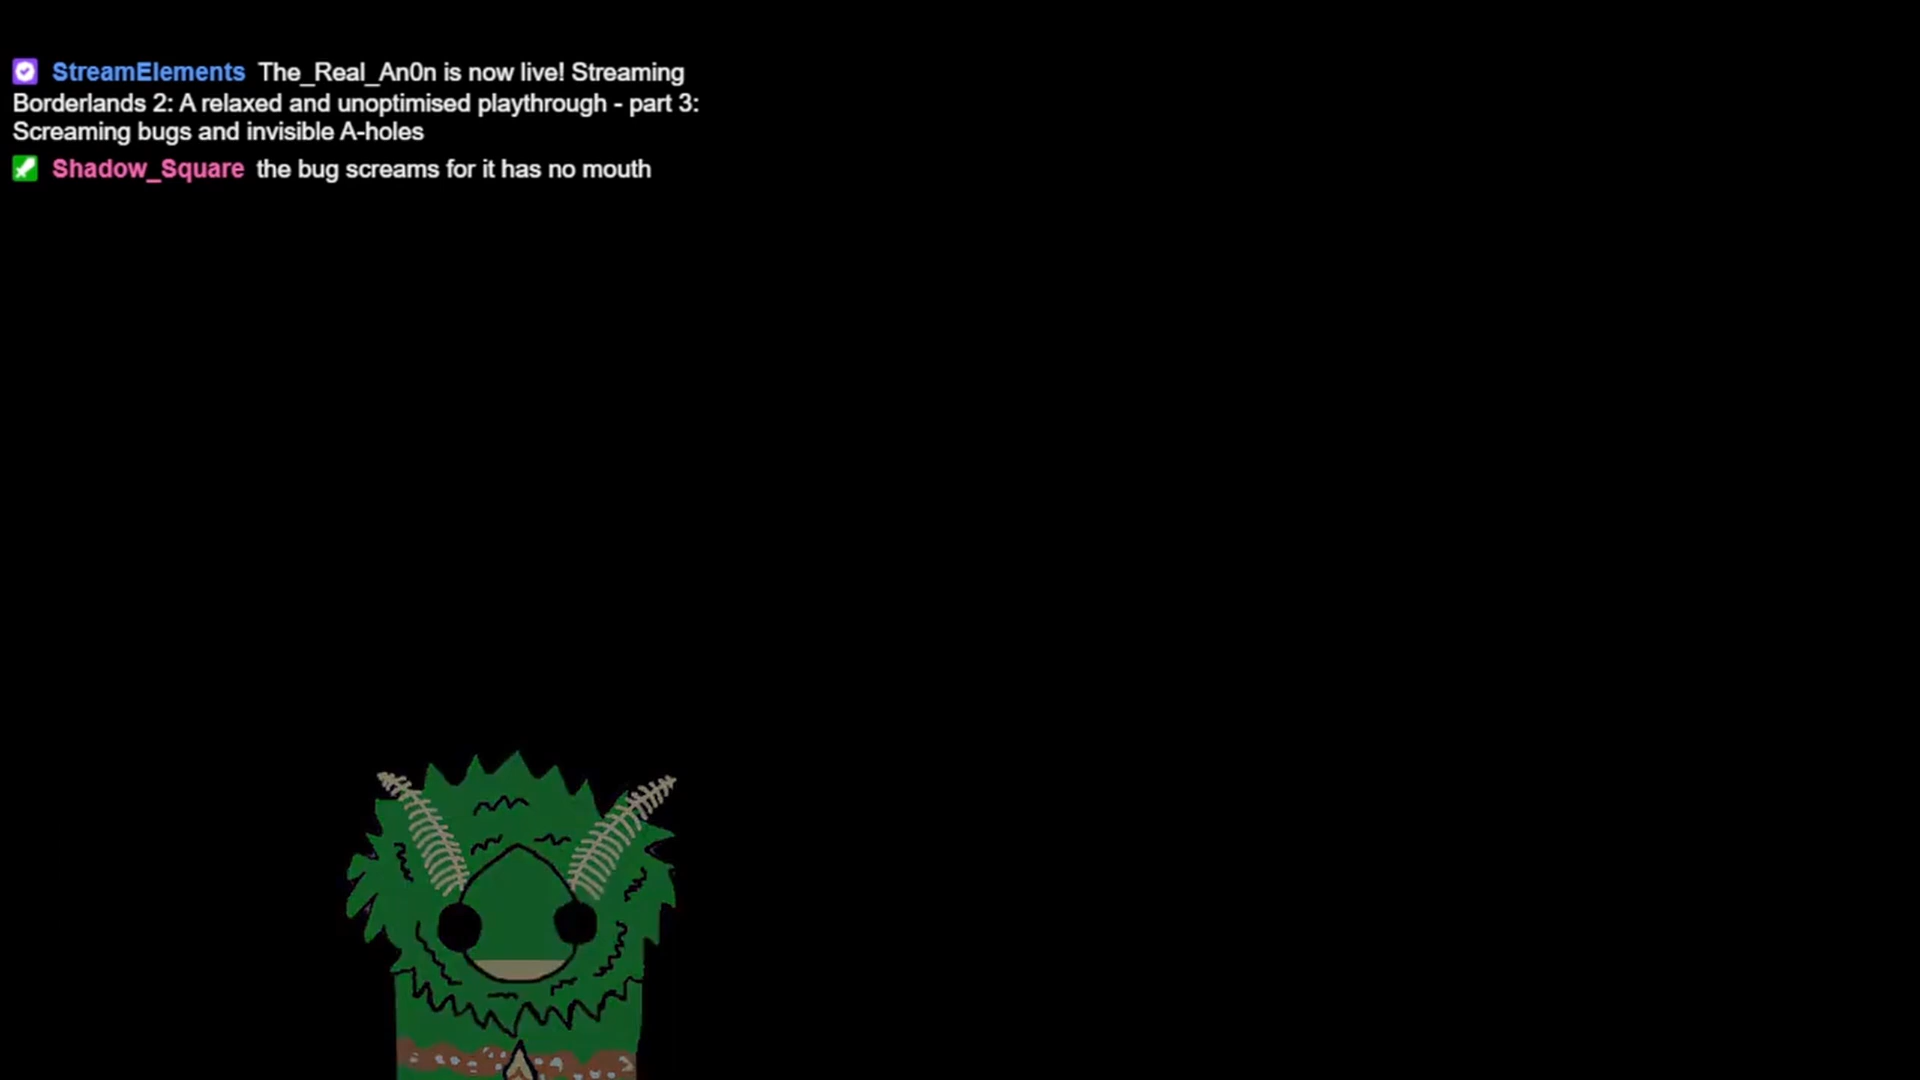 StreamElements The_Real_An0n is now live! Streaming
Borderlands 2: A relaxed and unoptimised playthrough - part 3:
Screaming bugs and invisible A-holes
Shadow_Square the bug screams for it has no mouth